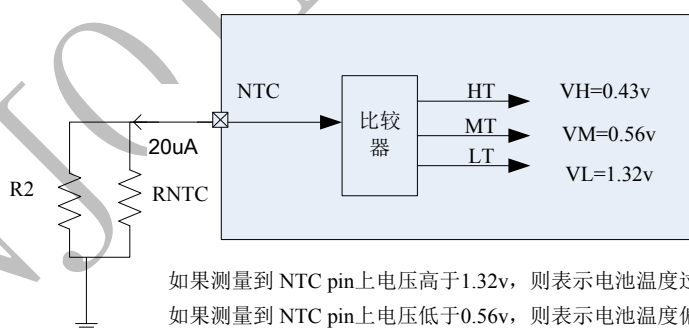 NTC
HT
VH=0.43v
比较
器
MT
VM=0.56v
LT
VL=1.32v
20uA
R2
RNTC
如果测量到 NTC pin上电压高于1.32v，则表示电池温度过
如果测量到 NTC pin上电压低于0.56v，则表示电池温度偏